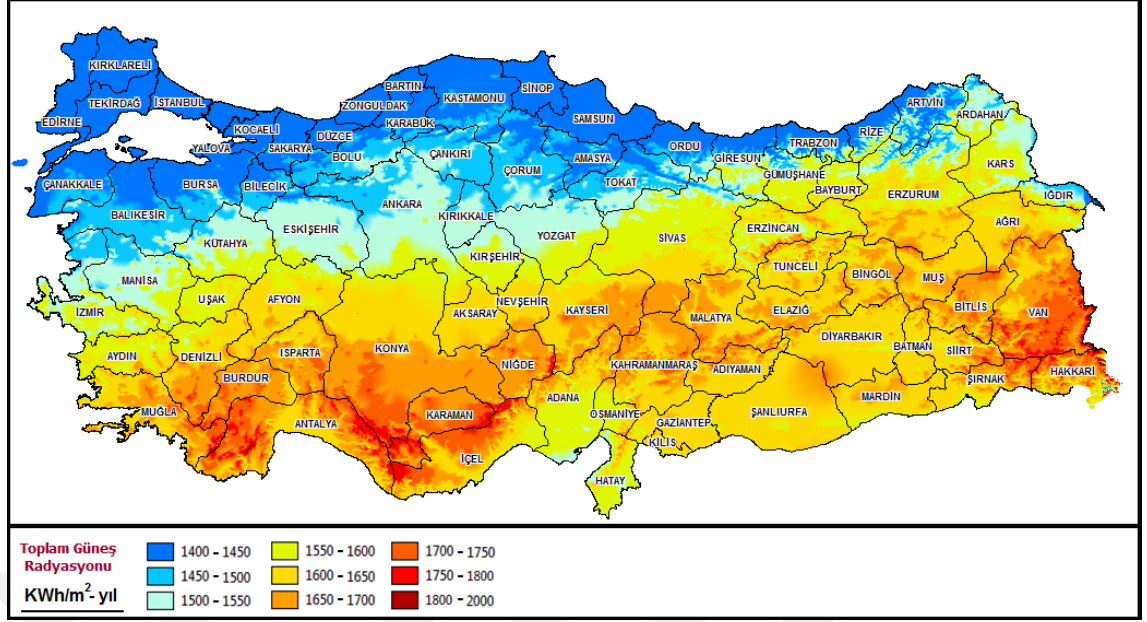 KIRKLARELİ
TEKİRDAĞ
İSTANBUL
EDİRNE
KOCAELİ
YALOVA
SAKARYA
DÜZCE
ZONGULDAK
BARTIN
KARABÜK
KASTAMONU
SİNOP
SAMSUN
ORDU
GİRESUN
TRABZON
RİZE
ARTVİN
ARDAHAN
KARS
IĞDIR
ÇANAKKALE
BURSA
BİLECİK
BOLU
ÇANKIRI
ÇORUM
AMASYA
TOKAT
GÜMÜŞHANE
BAYBURT
ERZURUM
AĞRI
BALIKESİR
KÜTAHYA
ESKİŞEHİR
ANKARA
KIRIKKALE
YOZGAT
KIRŞEHİR
SİVAS
ERZİNCAN
TUNCELİ
BİNGÖL
MUŞ
BİTLİS
VAN
MANİSA
İZMİR
UŞAK
AFYON
AKSARAY
NEVŞEHİR
KAYSERİ
MALATYA
ELAZIĞ
DİYARBAKIR
BATMAN
SİİRT
ŞIRNAK
HAKKARİ
AYDIN
DENİZLİ
ISPARTA
BURDUR
KONYA
NİĞDE
KAHRAMANMARAŞ
ADIYAMAN
MARDİN
MUĞLA
ANTALYA
KARAMAN
İÇEL
ADANA
OSMANİYE
GAZİANTEP
KİLİS
ŞANLIURFA
HATAY
Toplam Güneş
Radyasyonu
KWh/m²- yıl
1400 - 1450
1450 - 1500
1500 - 1550
1550 - 1600
1600 - 1650
1650 - 1700
1700 - 1750
1750 - 1800
1800 - 2000